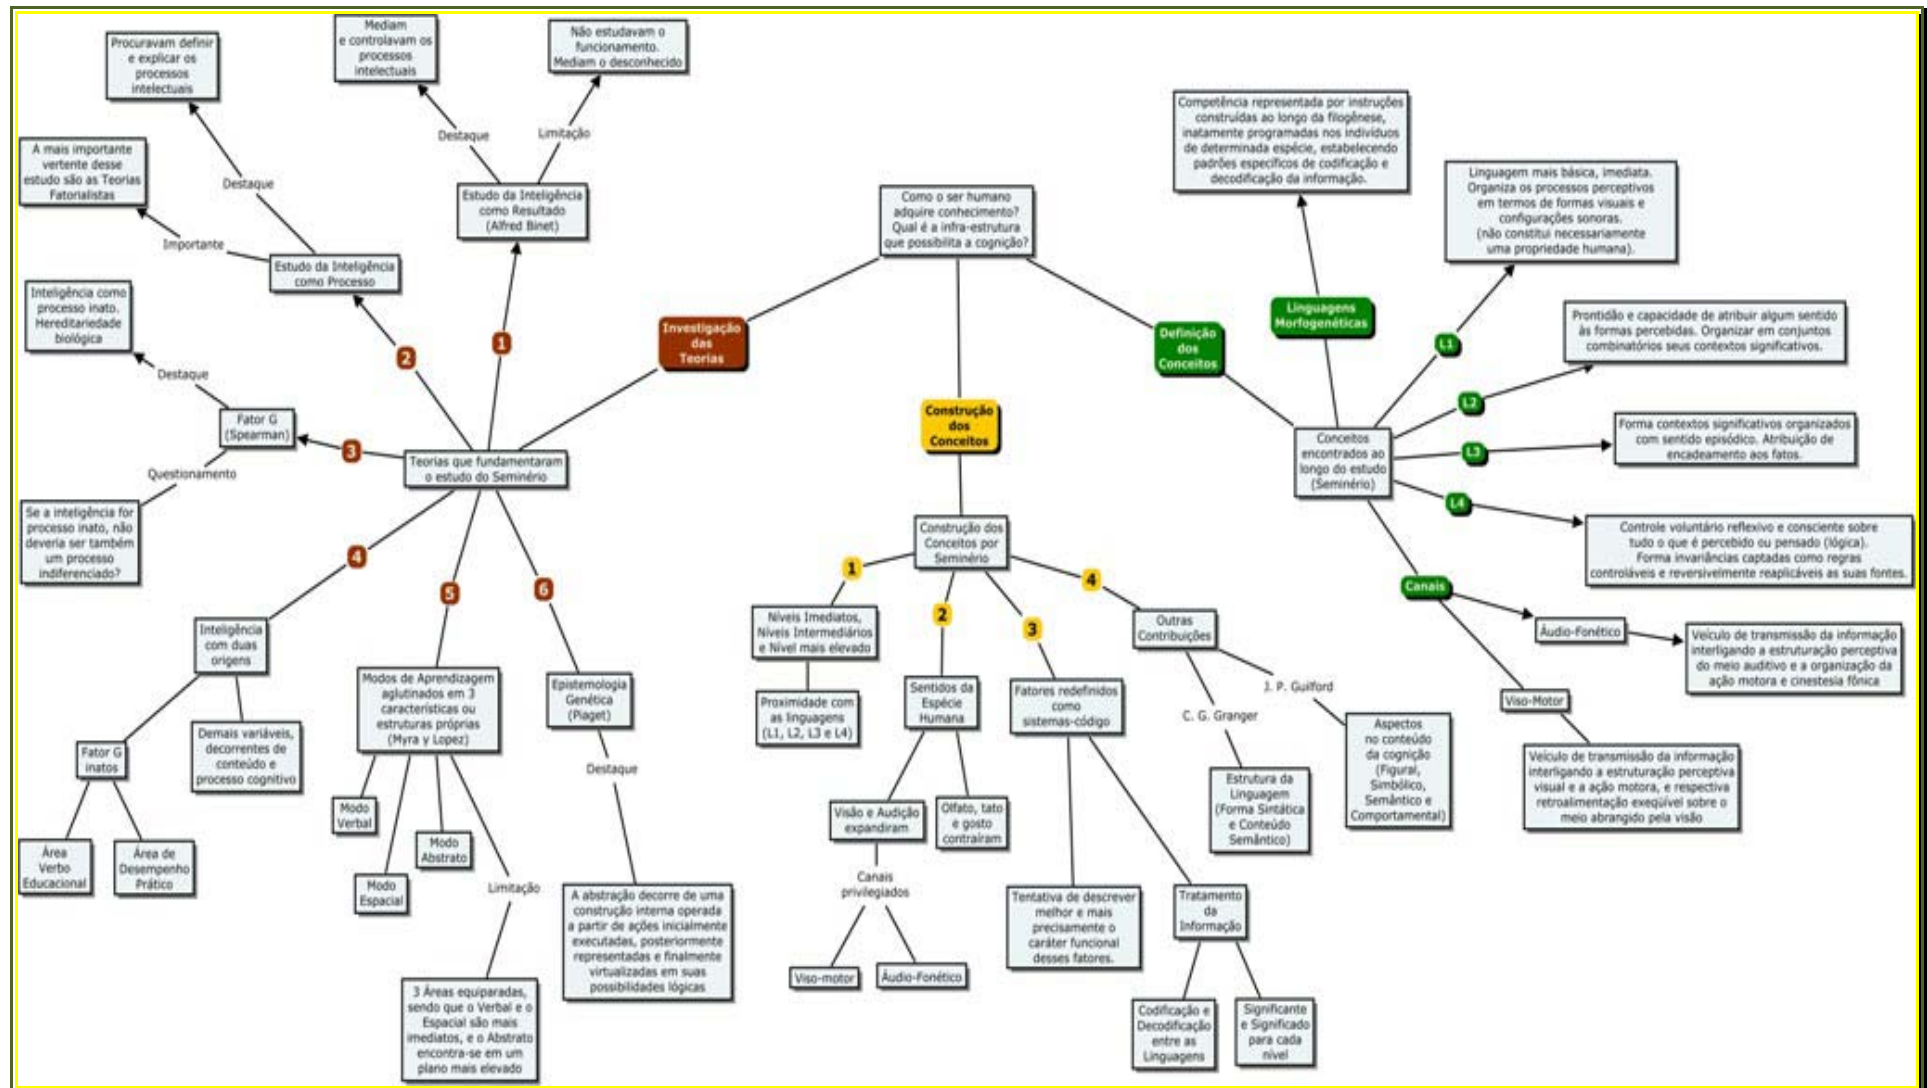 Como o ser humano
adquire conhecimento?
Qual é a infra-estrutura
que possibilita a cognição?
Investigação
das
Teorias
Teorias que fundamentaram
o estudo do Seminério
1
Estudo da Inteligência
como Resultado
(Alfred Binet)
Destaque
Mediam
e controlavam os
processos
intelectuais
Limitação
Não estudavam o
funcionamento.
Mediam o desconhecido
2
Estudo da Inteligência
como Processo
Destaque
Procuravam definir
e explicar os
processos
intelectuais
Importante
A mais importante
vertente desse
estudo são as Teorias
Fatorialistas
3
Fator G
(Spearman)
Destaque
Inteligência como
processo inato.
Hereditariedade
biológica
Questionamento
Se a inteligência for
processo inato, não
deveria ser também
um processo
indiferenciado?
4
Inteligência
com duas
origens
Fator G
inatos
Área
Verbo
Educacional
Área de
Desempenho
Prático
Demais variáveis,
decorrentes de
conteúdo e
processo cognitivo
5
Modos de Aprendizagem
aglutinados em 3
características ou
estruturas próprias
(Myra y Lopez)
Modo
Verbal
Modo
Espacial
Modo
Abstrato
Limitação
3 Áreas equiparadas,
sendo que o Verbal e o
Espacial são mais
imediatos, e o Abstrato
encontra-se em um
plano mais elevado
6
Epistemologia
Genética
(Piaget)
Destaque
A abstração decorre de uma
construção interna operada
a partir de ações inicialmente
executadas, posteriormente
representadas e finalmente
virtualizadas em suas
possibilidades lógicas
Construção
dos
Conceitos
Construção dos
Conceitos por
Seminério
1
Níveis Imediatos,
Níveis Intermediários
e Nível mais elevado
Proximidade com
as linguagens
(L1, L2, L3 e L4)
2
Sentidos da
Espécie
Humana
Visão e Audição
expandiram
Canais
privilegiados
Viso-motor
Áudio-Fonético
Olfato, tato
e gosto
contraíram
3
Fatores redefinidos
como
sistemas-código
Tentativa de descrever
melhor e mais
precisamente o
caráter funcional
desses fatores.
Tratamento
da
Informação
Codificação e
Decodificação
entre as
Linguagens
Significante
e Significado
para cada
nível
4
Outras
Contribuições
C. G. Granger
Estrutura da
Linguagem
(Forma Sintática
e Conteúdo
Semântico)
J. P. Guilford
Aspectos
no conteúdo
da cognição
(Figural,
Simbólico,
Semântico e
Comportamental)
Definição
dos
Conceitos
Conceitos
encontrados ao
longo do estudo
(Seminério)
Linguagens
Morfogenéticas
Competência representada por instruções
construídas ao longo da filogênese,
inatamente programadas nos indivíduos
de determinada espécie, estabelecendo
padrões específicos de codificação e
decodificação da informação.
L1
Linguagem mais básica, imediata.
Organiza os processos perceptivos
em termos de formas visuais e
configurações sonoras.
(não constitui necessariamente
uma propriedade humana).
L2
Prontidão e capacidade de atribuir algum sentido
às formas percebidas. Organizar em conjuntos
combinatórios seus contextos significativos.
L3
Forma contextos significativos organizados
com sentido episódico. Atribuição de
encadeamento aos fatos.
L4
Controle voluntário reflexivo e consciente sobre
tudo o que é percebido ou pensado (lógica).
Forma invariâncias captadas como regras
controláveis e reversivelmente reaplicáveis as suas fontes.
Canais
Áudio-Fonético
Veículo de transmissão da informação
interligando a estruturação perceptiva
do meio auditivo e a organização da
ação motora e cinestesia fônica
Viso-Motor
Veículo de transmissão da informação
interligando a estruturação perceptiva
visual e a ação motora, e respectiva
retroalimentação exeqüível sobre o
meio abrangido pela visão